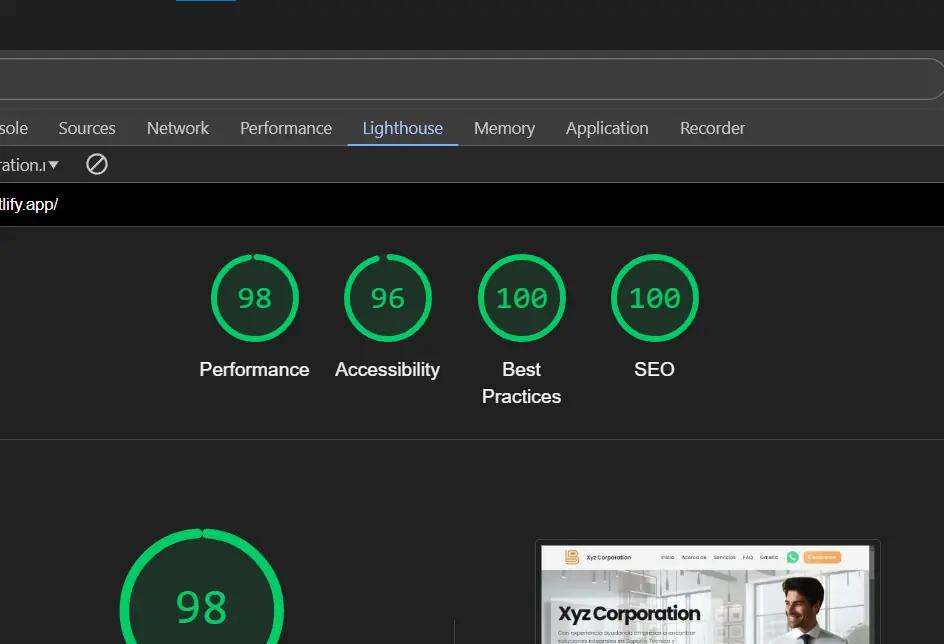 sole Sources Network Performance Lighthouse Memory Application Recorder
ration.
tlify.app/
98 96 100 100
Performance Accessibility Best Practices SEO
98
Xyz Corporation Inicio Acerca de Servicios FAQ Galería
Xyz Corporation
Con experiencia ayudando empresas a encontrar
soluciones integrales en Soporte Técnico y